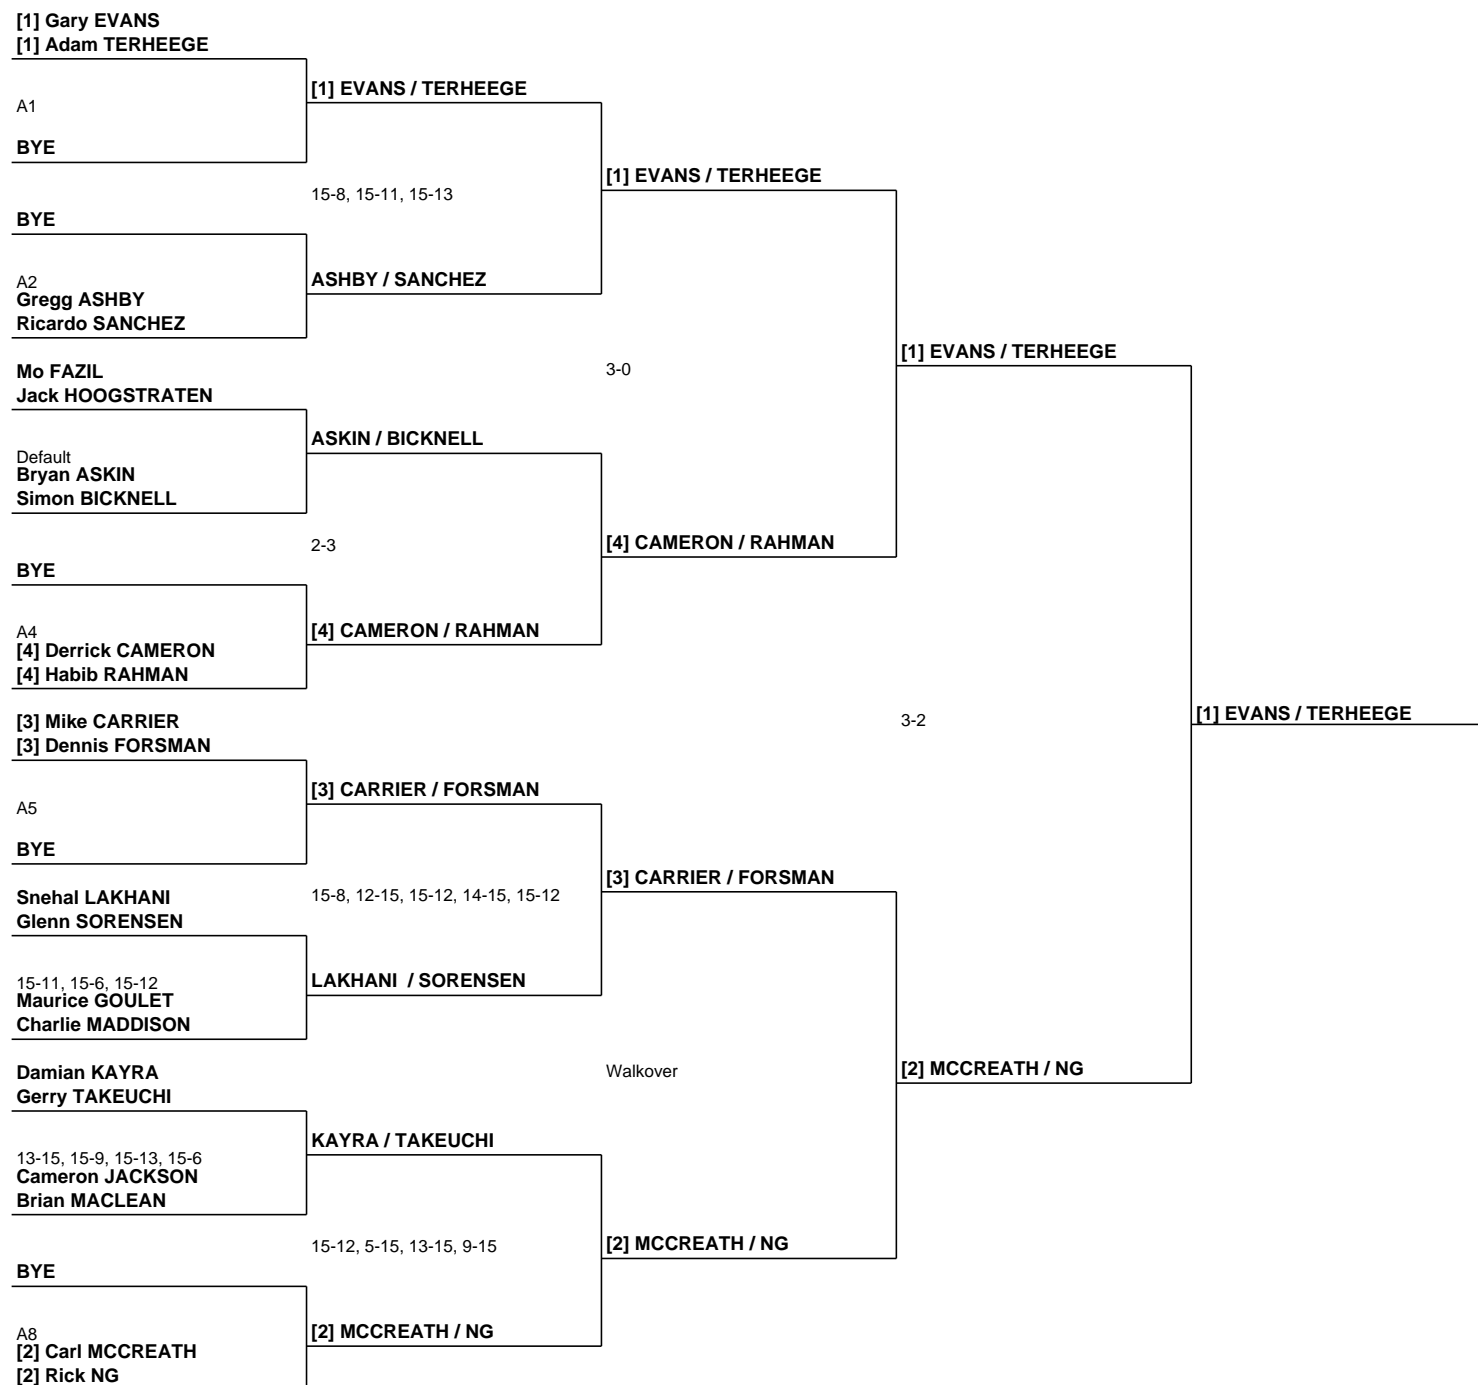 [1] Gary EVANS
[1] Adam TERHEEGE
A1
BYE
BYE
A2
Gregg ASHBY
Ricardo SANCHEZ
Mo FAZIL
Jack HOOGSTRATEN
Default
Bryan ASKIN
Simon BICKNELL
BYE
A4
[4] Derrick CAMERON
[4] Habib RAHMAN
[3] Mike CARRIER
[3] Dennis FORSMAN
A5
BYE
Snehal LAKHANI
Glenn SORENSEN
15-11, 15-6, 15-12
Maurice GOULET
Charlie MADDISON
Damian KAYRA
Gerry TAKEUCHI
13-15, 15-9, 15-13, 15-6
Cameron JACKSON
Brian MACLEAN
BYE
A8
[2] Carl MCCREATH
[2] Rick NG
[1] EVANS / TERHEEGE
15-8, 15-11, 15-13
ASHBY / SANCHEZ
ASKIN / BICKNELL
2-3
[4] CAMERON / RAHMAN
[3] CARRIER / FORSMAN
15-8, 12-15, 15-12, 14-15, 15-12
LAKHANI / SORENSEN
KAYRA / TAKEUCHI
15-12, 5-15, 13-15, 9-15
[2] MCCREATH / NG
[1] EVANS / TERHEEGE
3-0
[4] CAMERON / RAHMAN
[3] CARRIER / FORSMAN
Walkover
[2] MCCREATH / NG
[1] EVANS / TERHEEGE
3-2
[2] MCCREATH / NG
[1] EVANS / TERHEEGE